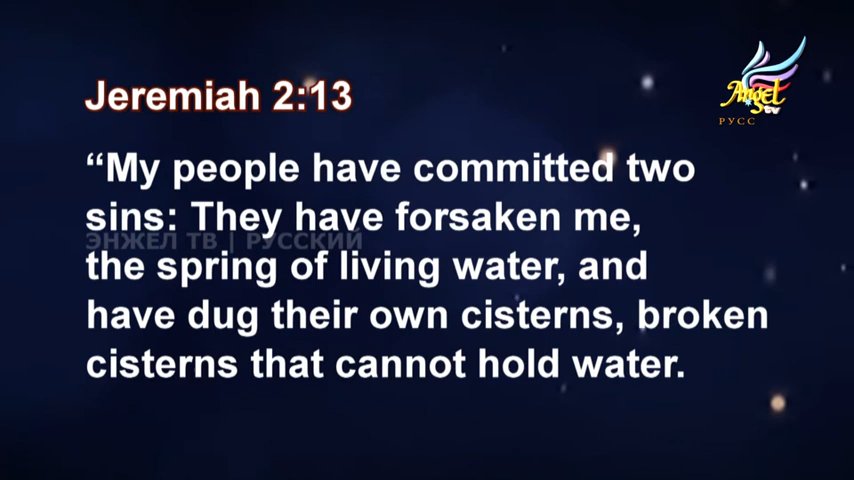 Angel
tv
РУСС
Jeremiah 2:13
“My people have committed two
sins: They have forsaken me,
ЭНЖЕЛ ТВ | РУССКИЙ
the spring of living water, and
have dug their own cisterns, broken
cisterns that cannot hold water.